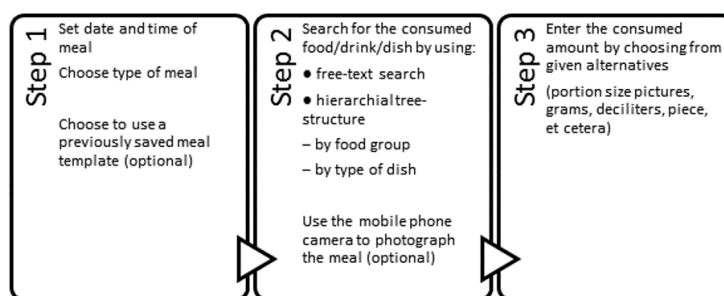 Step 1
Set date and time of
meal
Choose type of meal
Choose to use a
previously saved meal
template (optional)
Step 2
Search for the consumed
food/drink/dish by using:
● free-text search
● hierarchial tree-
structure
– by food group
– by type of dish
Use the mobile phone
camera to photograph
the meal (optional)
Step 3
Enter the consumed
amount by choosing from
given alternatives
(portion size pictures,
grams, deciliters, piece,
et cetera)